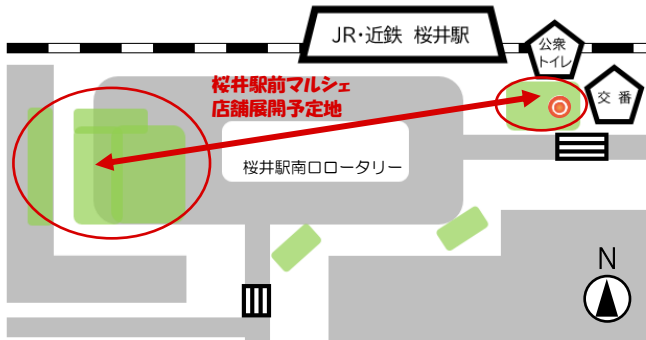 JR・近鉄 桜井駅
公衆
トイレ
交番
桜井駅前マルシェ
店舗展開予定地
桜井駅南口ロータリー
N